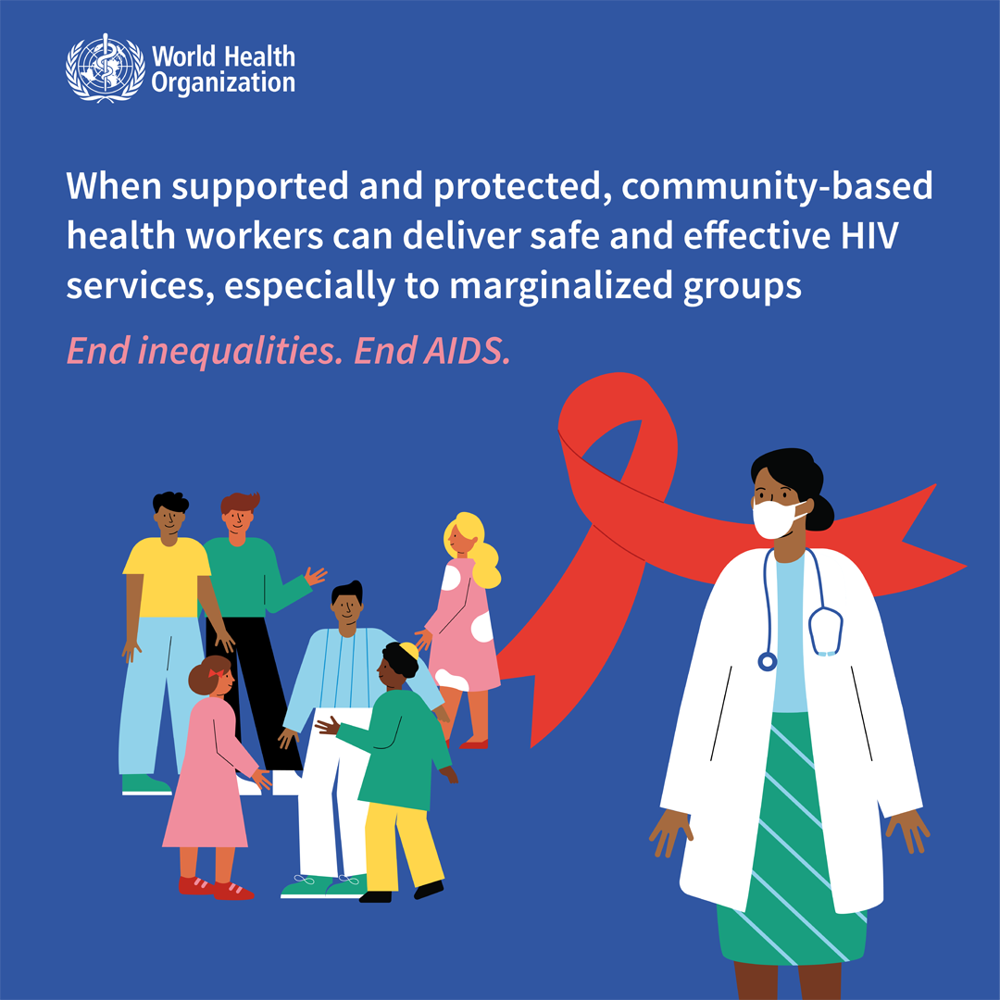 World Health
Organization
When supported and protected, community-based
health workers can deliver safe and effective HIV
services, especially to marginalized groups
End inequalities. End AIDS.